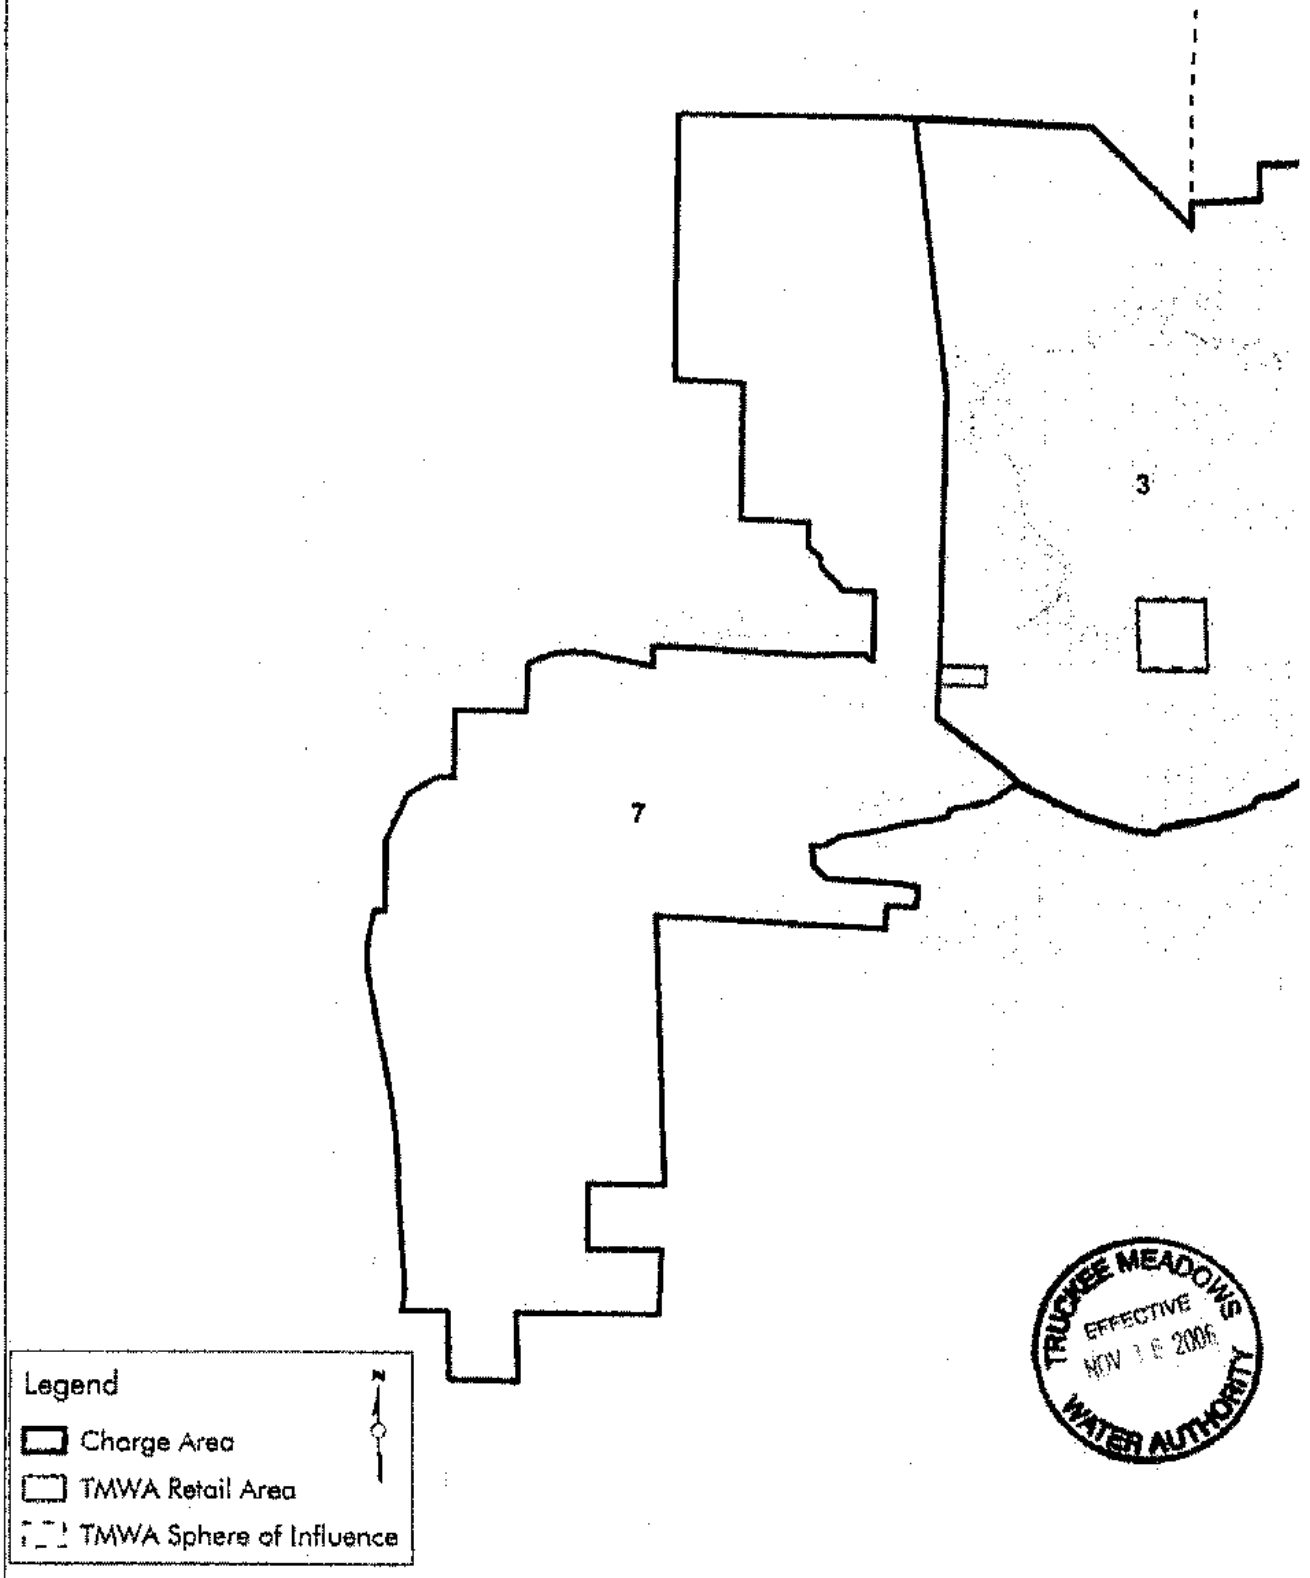 3
7
TRUCKEE MEADOWS
EFFECTIVE
NOV 2006
WATER AUTHORITY
Legend
N
Charge Area
TMWA Retail Area
TMWA Sphere of Influence